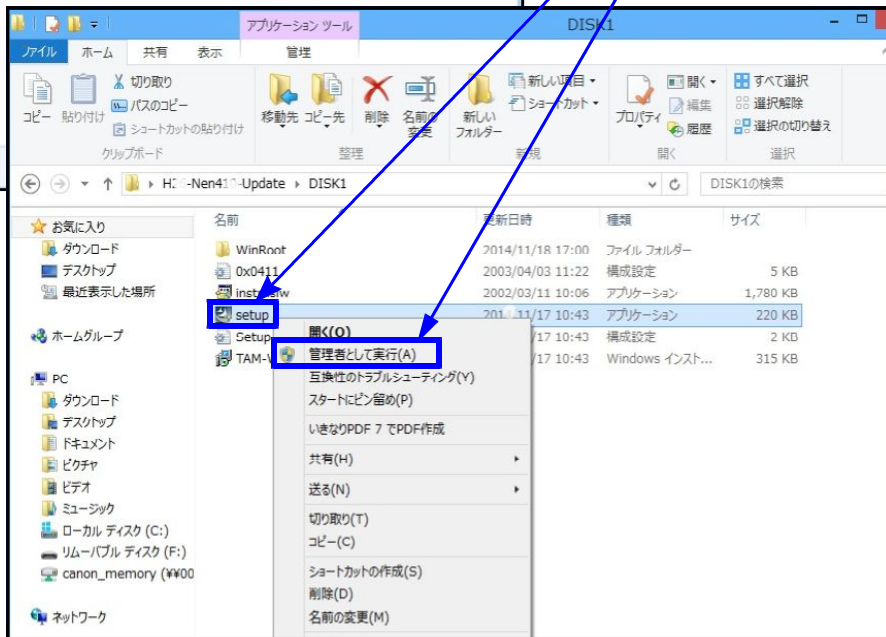 アプリケーション ツール
DISK1
ファイル ホーム 共有 表示 管理
コピー 貼り付け 切り取り
パスのコピー
ショートカットの貼り付け
移動先 コピー先 削除 名前の変更
新しいフォルダー
新しい項目
ショートカット
プロパティ
開く
編集
履歴
すべて選択
選択解除
選択の切り替え
クリップボード 整理 新規 開く 選択
-Nen41 -Update DISK1
DISK1の検索
お気に入り
ダウンロード
デスクトップ
最近表示した場所
ホームグループ
PC
ダウンロード
デスクトップ
ドキュメント
ピクチャ
ビデオ
ミュージック
ローカル ディスク (C:)
リムーバブル ディスク (F:)
canon_memory (¥¥00
ネットワーク
名前 更新日時 種類 サイズ
WinRoot 2014/11/18 17:00 ファイル フォルダー
0x0411 2003/04/03 11:22 構成設定 5 KB
2002/03/11 10:06 アプリケーション 1,780 KB
setup 11/17 10:43 アプリケーション 220 KB
Setup /17 10:43 構成設定 2 KB
TAM- /17 10:43 Windows インスト... 315 KB
開く(O)
管理者として実行(A)
互換性のトラブルシューティング(Y)
スタートにピン留め(P)
いきなりPDF 7 でPDF作成
共有(H)
送る(N)
切り取り(T)
コピー(C)
ショートカットの作成(S)
削除(D)
名前の変更(M)